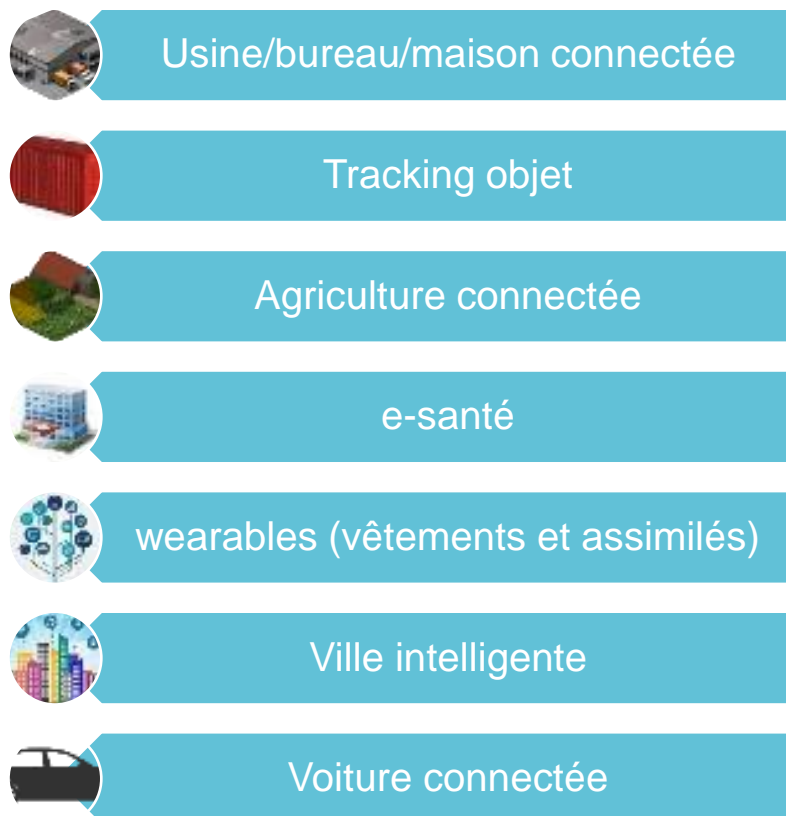 Usine/bureau/maison connectée
Tracking objet
Agriculture connectée
e-santé
wearables (vêtements et assimilés)
Ville intelligente
Voiture connectée